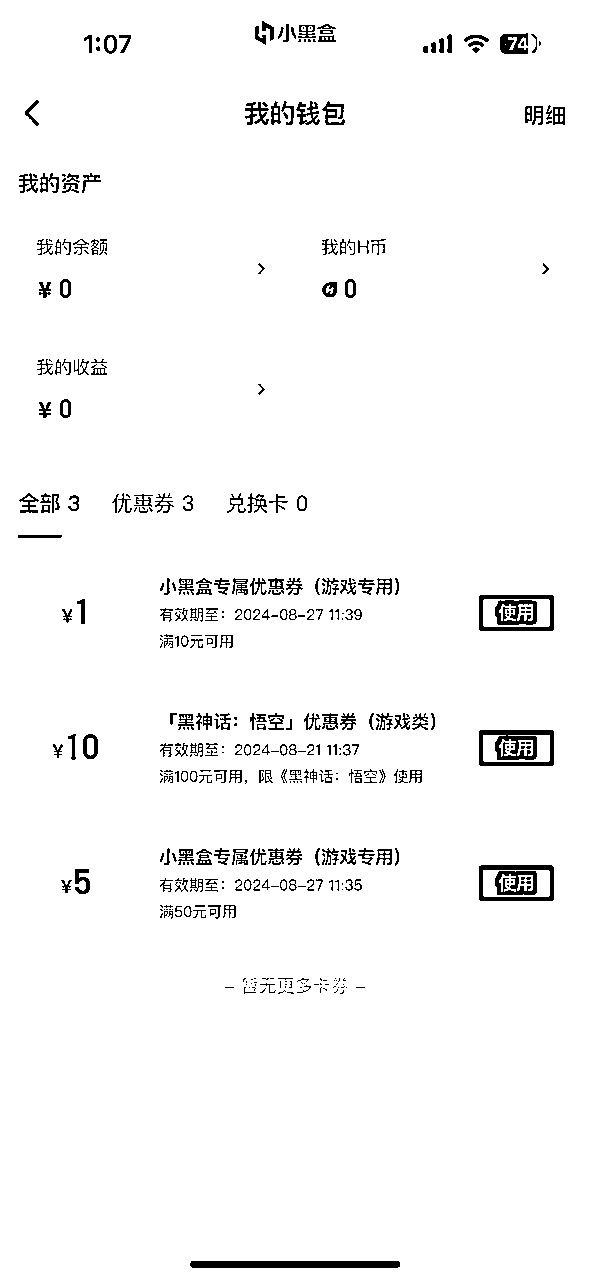 1:07
小黑盒
74
我的钱包
明细
我的资产
我的余额
我的H币
¥ 0
0
我的收益
¥ 0
全部 3 优惠券 3 兑换卡 0
小黑盒专属优惠券（游戏专用）
¥1
有效期至：2024-08-27 11:39
使用
满10元可用
「黑神话：悟空」优惠券（游戏类）
¥10
有效期至：2024-08-21 11:37
使用
满100元可用，限《黑神话：悟空》使用
小黑盒专属优惠券（游戏专用）
¥5
有效期至：2024-08-27 11:35
使用
满50元可用
– 暂无更多卡券 –